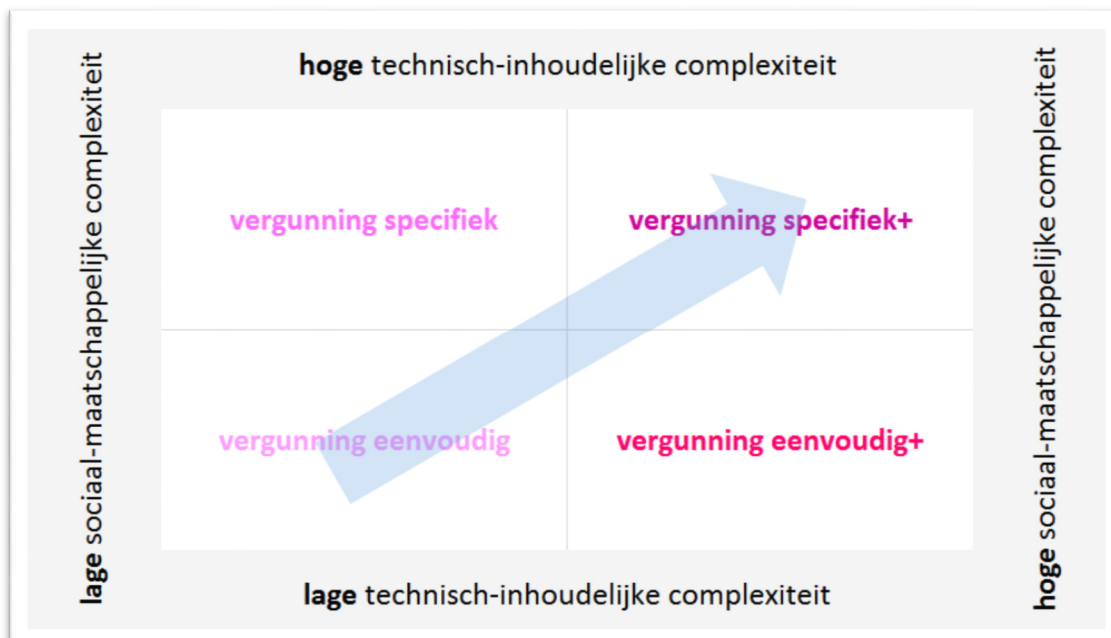 hoge technisch-inhoudelijke complexiteit
lage sociaal-maatschappelijke complexiteit
hoge sociaal-maatschappelijke complexiteit
vergunning specifiek
vergunning specifiek+
vergunning eenvoudig
vergunning eenvoudig+
lage technisch-inhoudelijke complexiteit